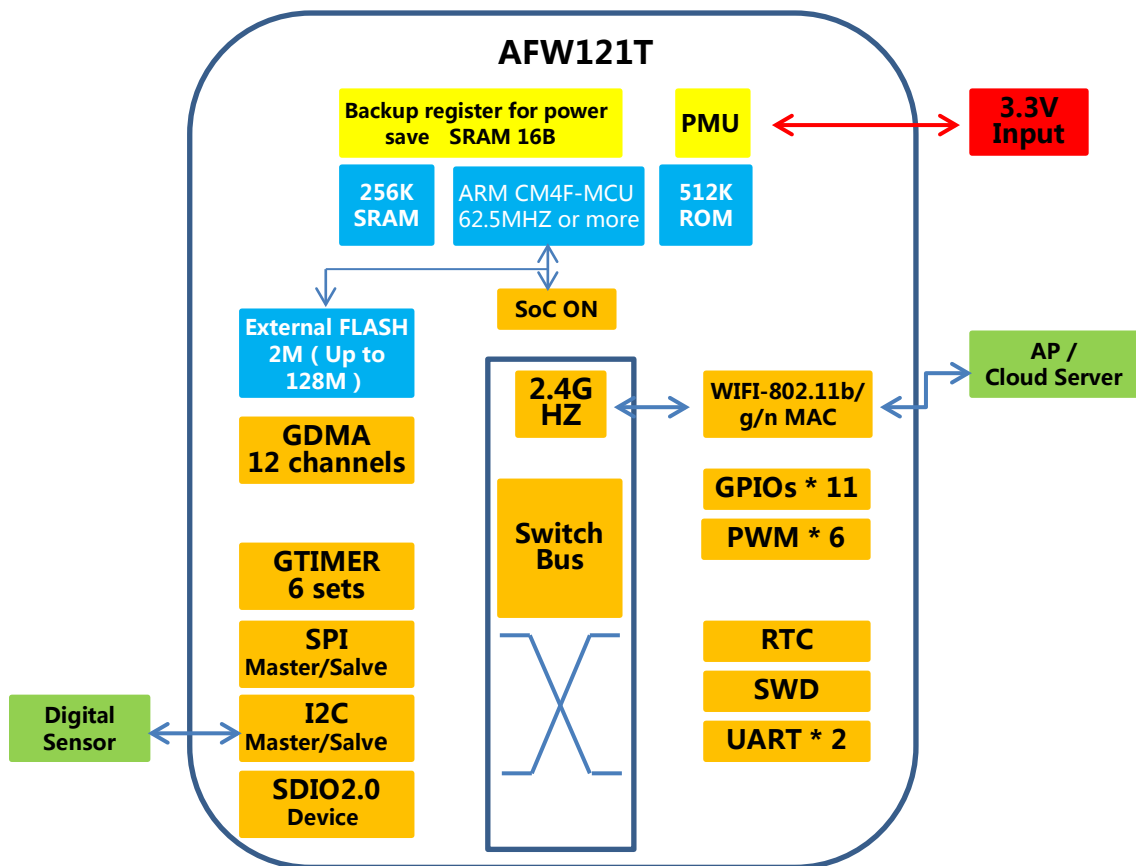 AFW121T
Backup register for power
save SRAM 16B
PMU
3.3V
Input
256K
SRAM
ARM CM4F-MCU
62.5MHZ or more
512K
ROM
SoC ON
External FLASH
2M ( Up to
128M )
2.4G
HZ
WIFI-802.11b/
g/n MAC
AP /
Cloud Server
GDMA
12 channels
GPIOs * 11
Switch
Bus
PWM * 6
GTIMER
6 sets
SPI
Master/Salve
RTC
SWD
Digital
Sensor
I2C
Master/Salve
UART * 2
SDIO2.0
Device